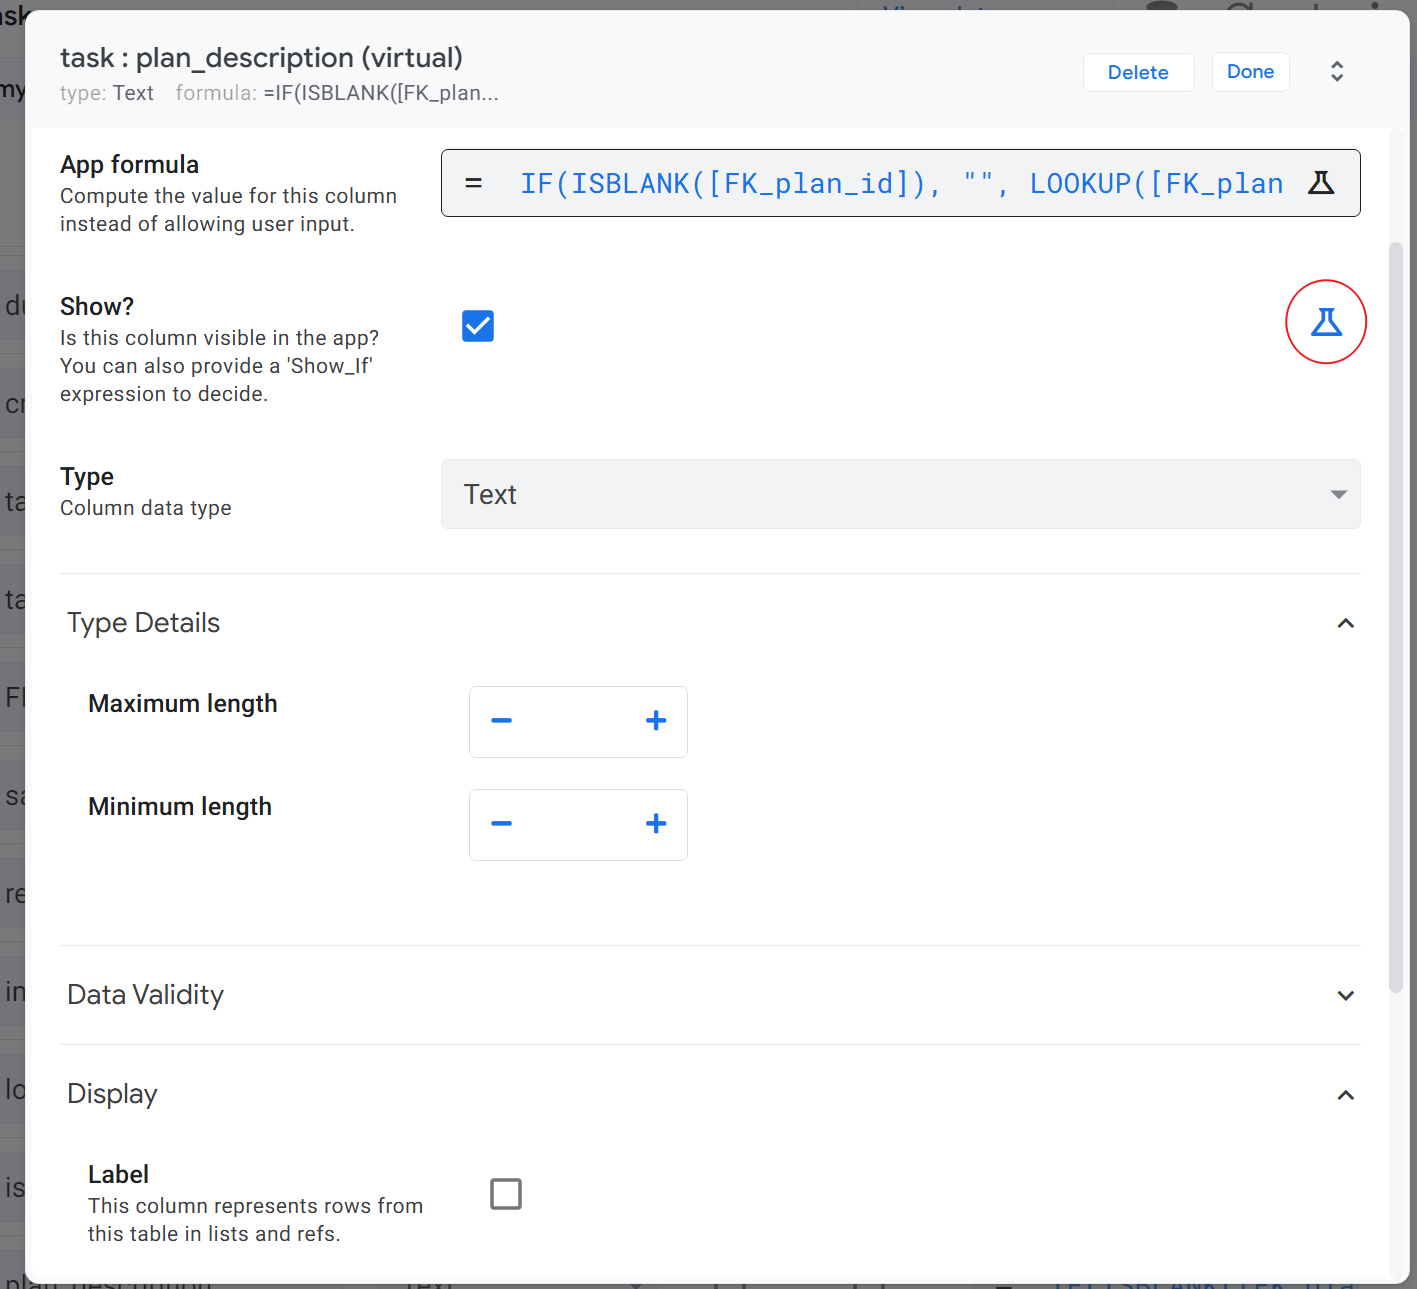 task : plan_description (virtual)
type: Text formula: =IF(ISBLANK([FK_plan...
Delete
Done
App formula
Compute the value for this column
instead of allowing user input.
= IF(ISBLANK([FK_plan_id]), "", LOOKUP([FK_plan
Show?
Is this column visible in the app?
You can also provide a 'Show_If'
expression to decide.
Type
Column data type
Text
Type Details
Maximum length
Minimum length
Data Validity
Display
Label
This column represents rows from
this table in lists and refs.